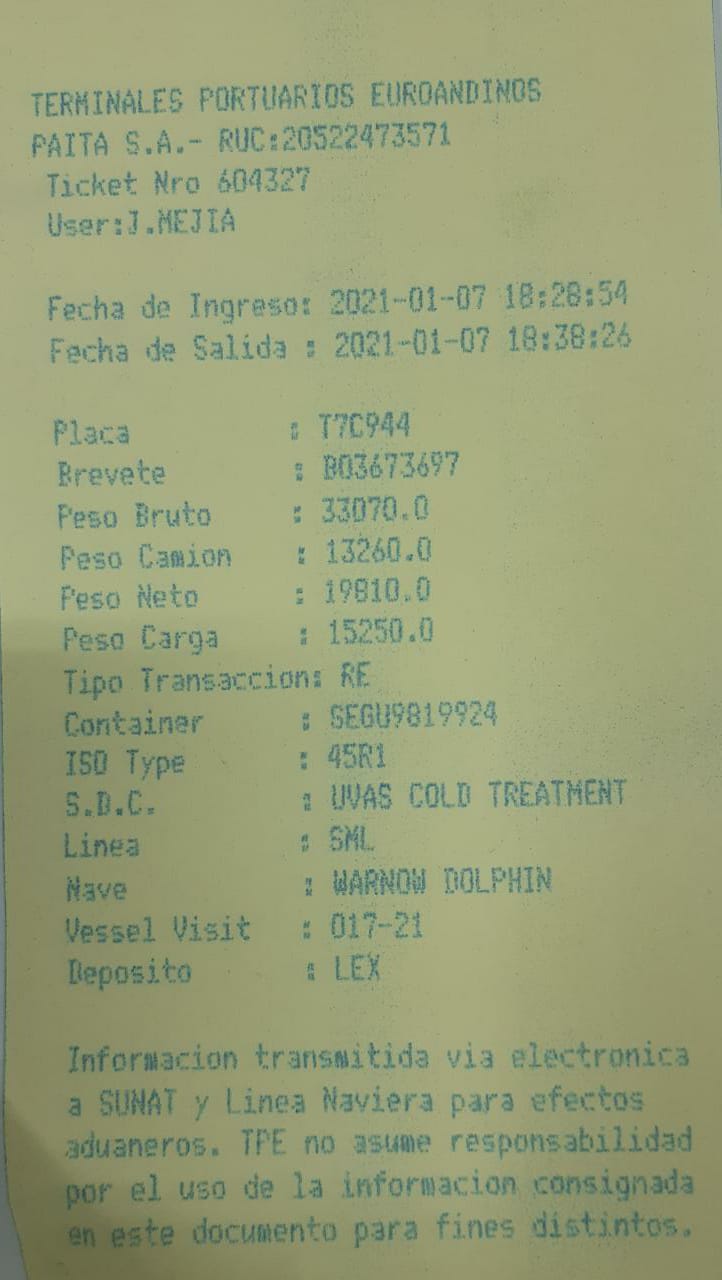 TERMINALES PORTUARIOS EUROANDINOS
PAITA S.A.- RUC:20522473571
Ticket Nro 604327
User:J.MEJIA
Fecha de Ingreso: 2021-01-07 18:28:54
Fecha de Salida : 2021-01-07 18:38:26
Placa : T7C944
Brevete : B03673697
Peso Bruto : 33070.0
Peso Camion : 13260.0
Peso Neto : 19810.0
Peso Carga : 15250.0
Tipo Transaccion: RE
Container : SEGU9819924
ISO Type : 45R1
S.D.C. : UVAS COLD TREATMENT
Linea : SML
Nave : WARNOW DOLPHIN
Vessel Visit : 017-21
Deposito : LEX
Informacion transmitida via electronica
a SUNAT y Linea Naviera para efectos
aduaneros. TPE no asume responsabilidad
por el uso de la informacion consignada
en este documento para fines distintos.